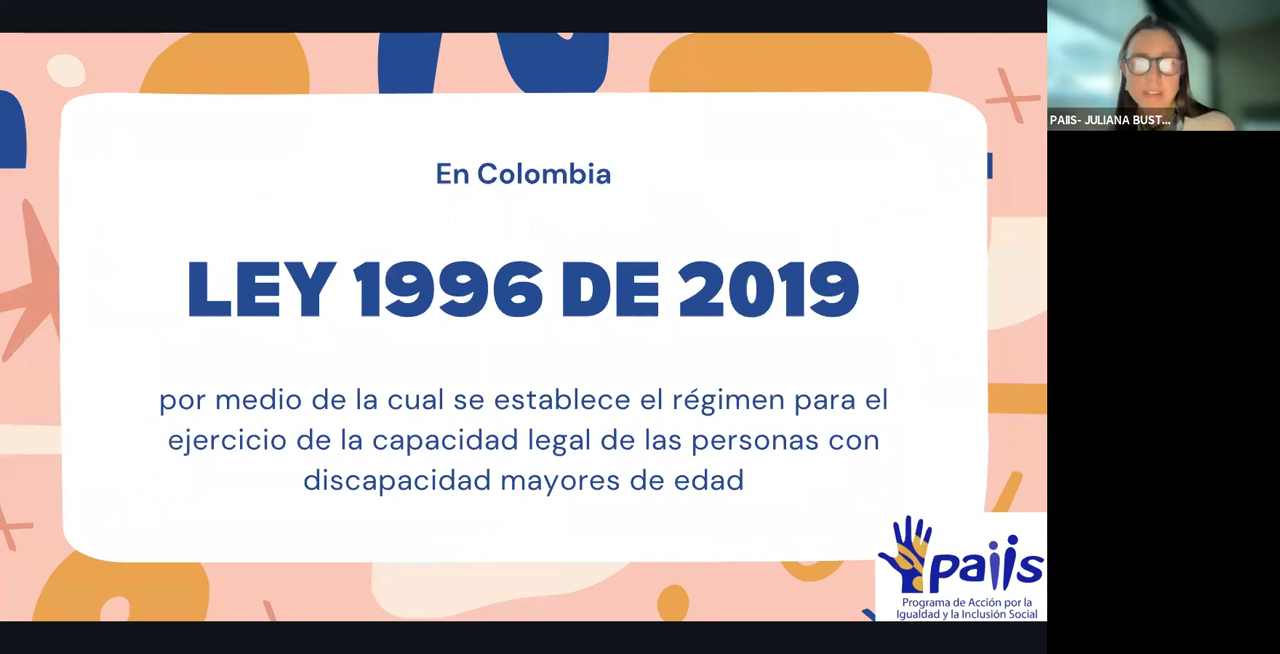 En Colombia
LEY 1996 DE 2019
por medio de la cual se establece el régimen para el
ejercicio de la capacidad legal de las personas con
discapacidad mayores de edad
paiis
Programa de Acción por la
Igualdad y la Inclusión Social
PAIIS- JULIANA BUST...